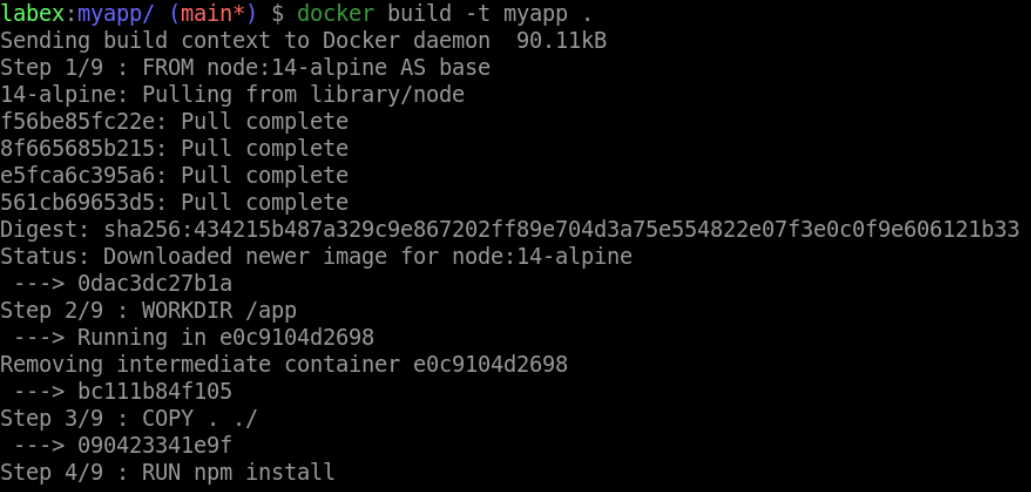 labex:myapp/ (main*) $ docker build -t myapp .
Sending build context to Docker daemon  90.11kB
Step 1/9 : FROM node:14-alpine AS base
14-alpine: Pulling from library/node
f56be85fc22e: Pull complete
8f665685b215: Pull complete
e5fca6c395a6: Pull complete
561cb69653d5: Pull complete
Digest: sha256:434215b487a329c9e867202ff89e704d3a75e554822e07f3e0c0f9e606121b33
Status: Downloaded newer image for node:14-alpine
 ---> 0dac3dc27b1a
Step 2/9 : WORKDIR /app
 ---> Running in e0c9104d2698
Removing intermediate container e0c9104d2698
 ---> bc111b84f105
Step 3/9 : COPY . ./
 ---> 090423341e9f
Step 4/9 : RUN npm install